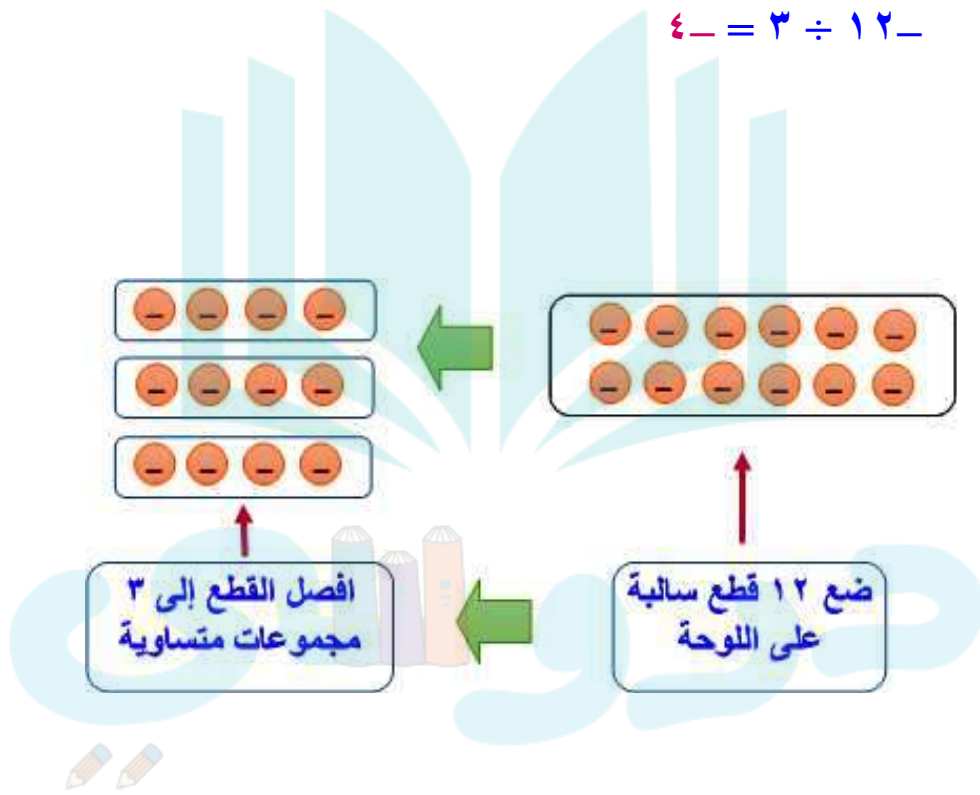 –١٢ ÷ ٣ = –٤
ضع ١٢ قطع سالبة
على اللوحة
افصل القطع إلى ٣
مجموعات متساوية